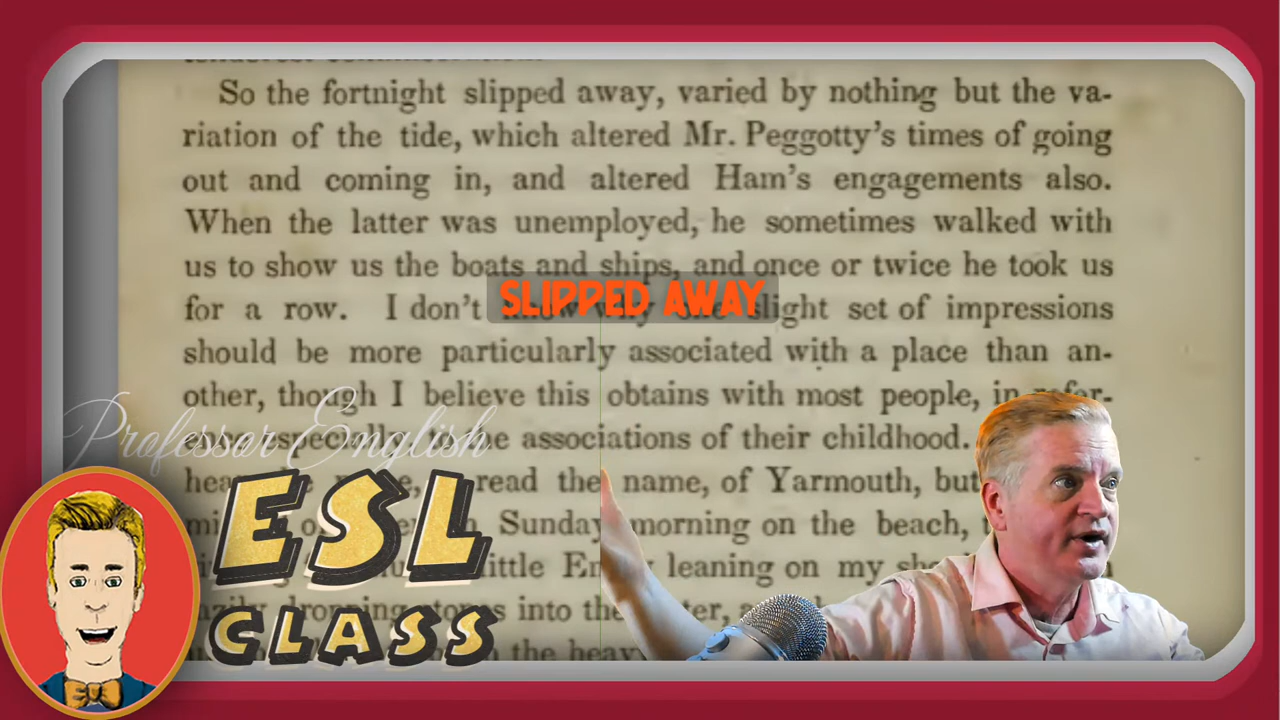 So the fortnight slipped away, varied by nothing but the va-
riation of the tide, which altered Mr. Peggotty's times of going
out and coming in, and altered Ham's engagements also.
When the latter was unemployed, he sometimes walked with
us to show us the boats and ships, and once or twice he took us
for a row. I don't slight set of impressions
SLIPPED AWAY
should be more particularly associated with a place than an-
other, though I believe this obtains with most people, in
associations of their childhood.
read the name, of Yarmouth, but
Sunday morning on the beach,
leaning on my
into the
the heavy
Professor English
ESL
CLASS